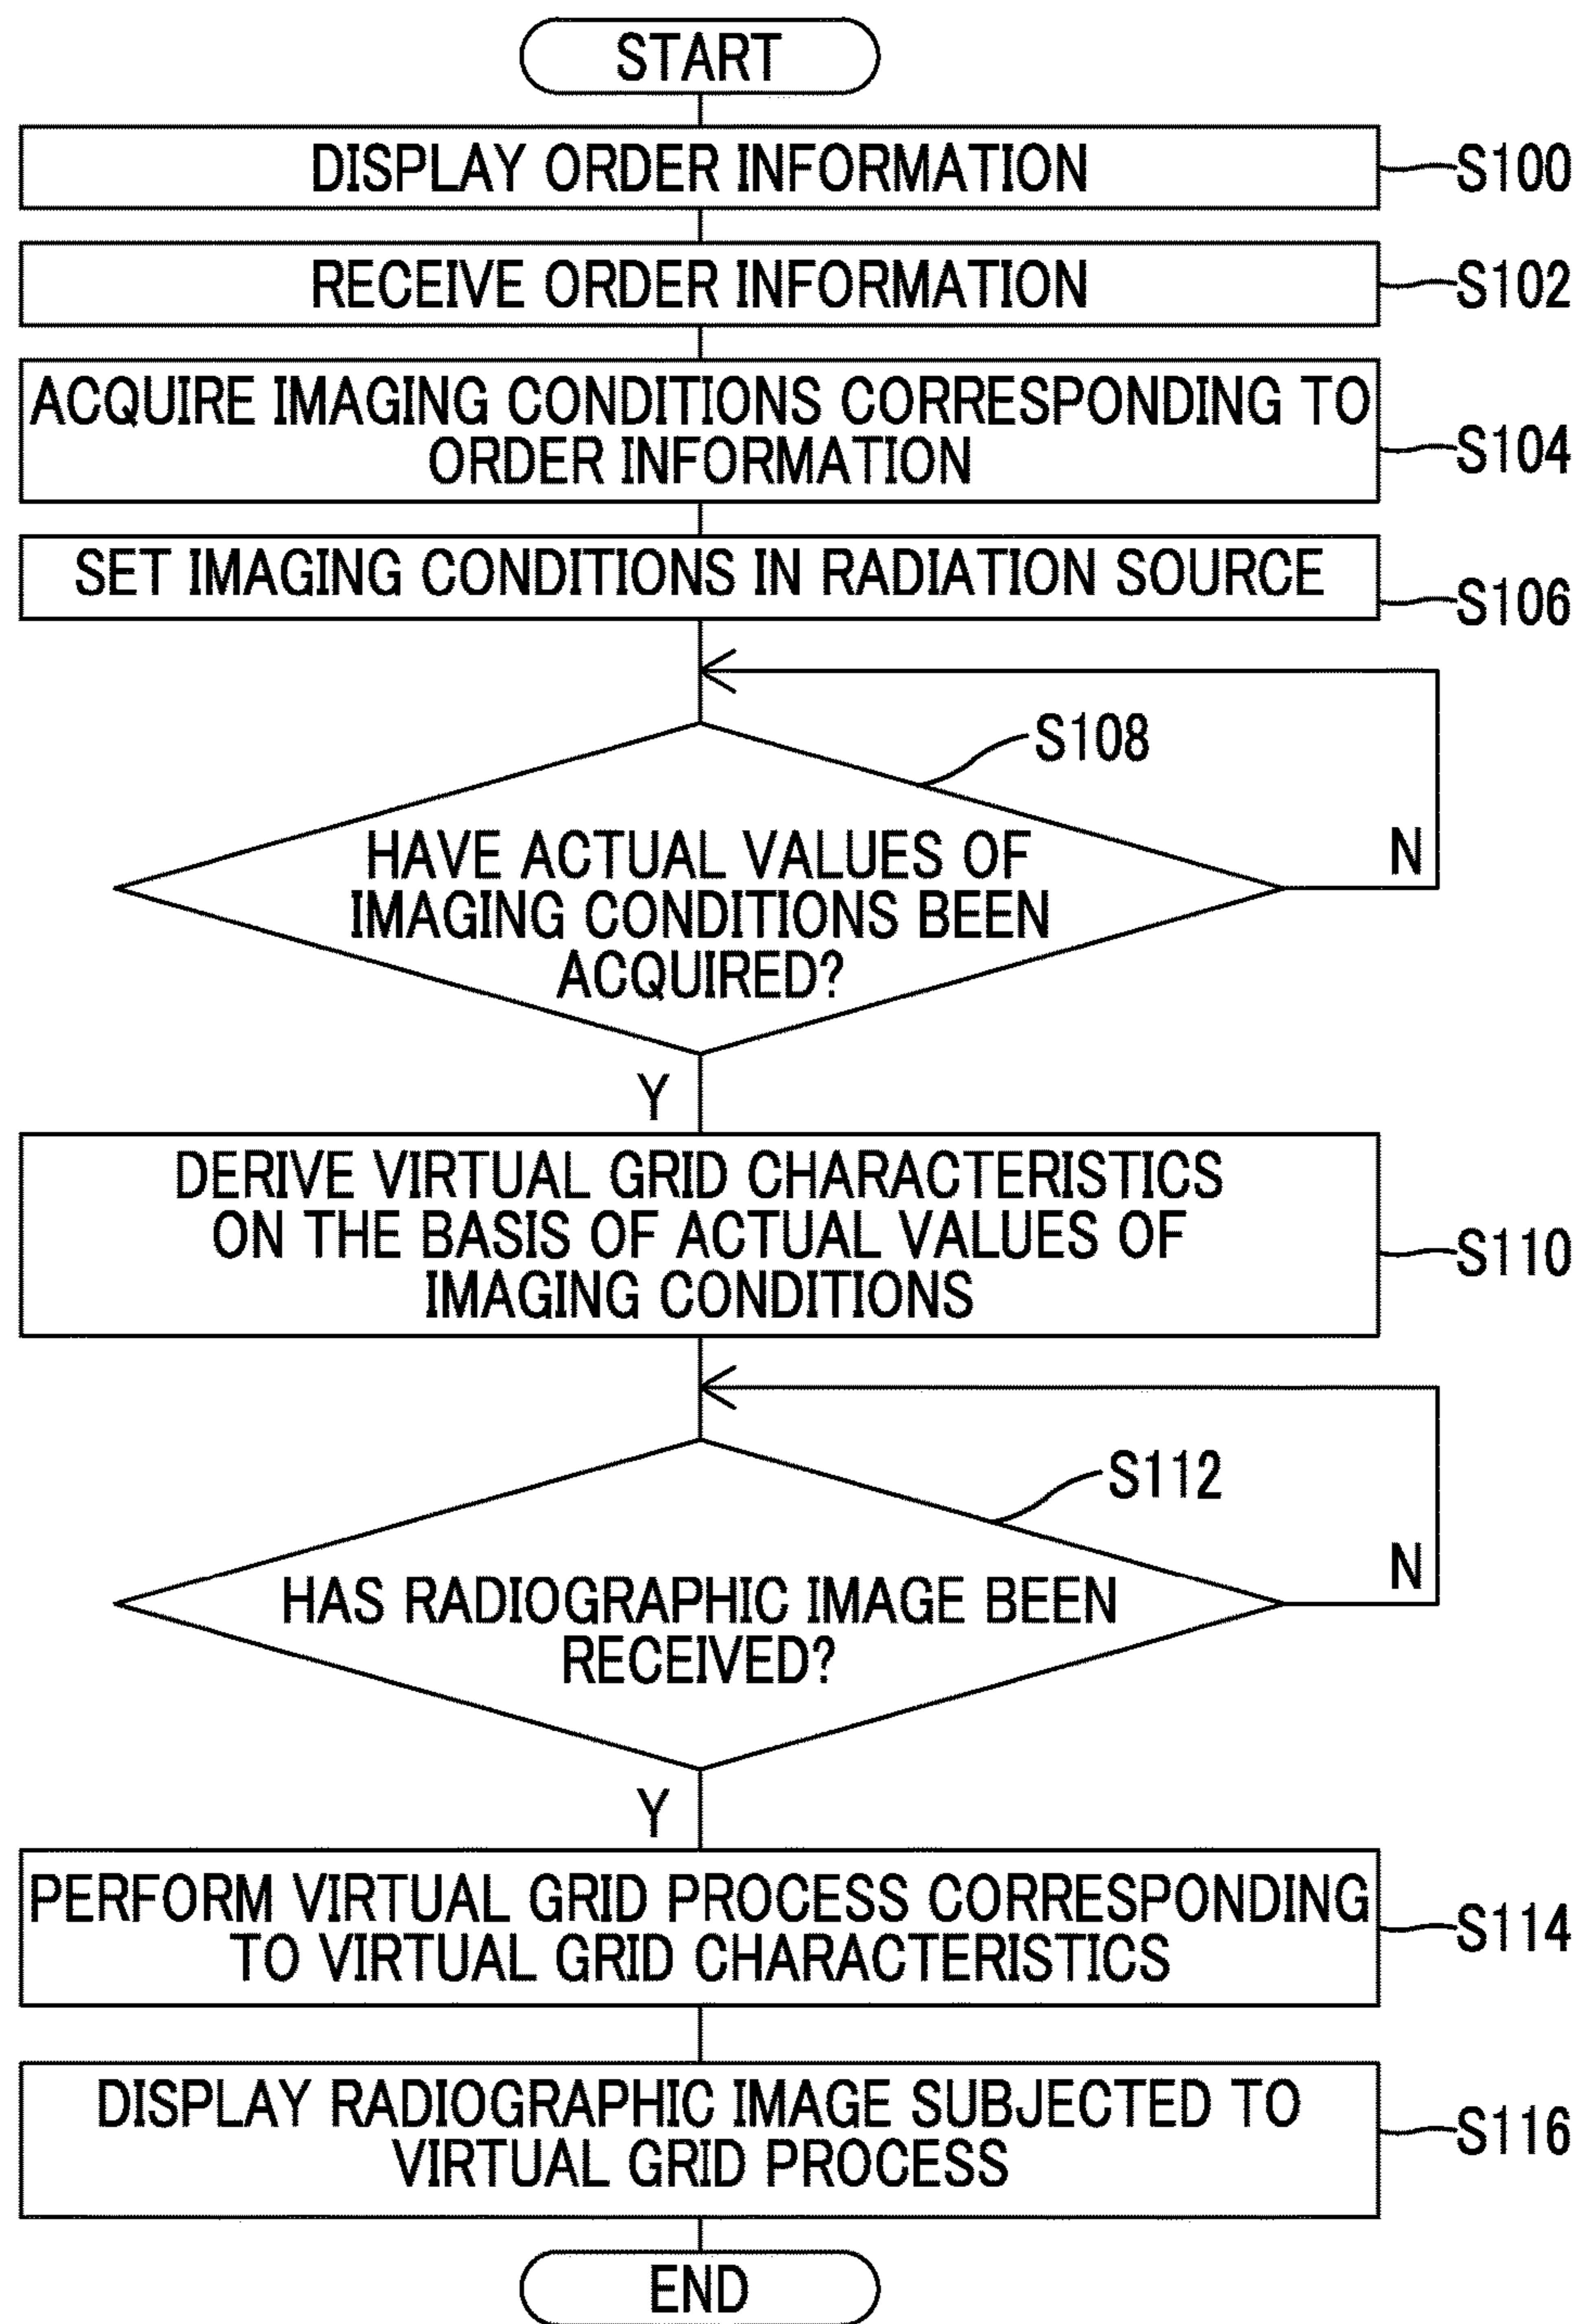 START
DISPLAY ORDER INFORMATION
S100
RECEIVE ORDER INFORMATION
S102
ACQUIRE IMAGING CONDITIONS CORRESPONDING TO
ORDER INFORMATION
S104
SET IMAGING CONDITIONS IN RADIATION SOURCE
S106
S108
HAVE ACTUAL VALUES OF
IMAGING CONDITIONS BEEN
ACQUIRED?
N
Y
DERIVE VIRTUAL GRID CHARACTERISTICS
ON THE BASIS OF ACTUAL VALUES OF
IMAGING CONDITIONS
S110
S112
HAS RADIOGRAPHIC IMAGE BEEN
RECEIVED?
N
Y
PERFORM VIRTUAL GRID PROCESS CORRESPONDING
TO VIRTUAL GRID CHARACTERISTICS
S114
DISPLAY RADIOGRAPHIC IMAGE SUBJECTED TO
VIRTUAL GRID PROCESS
S116
END